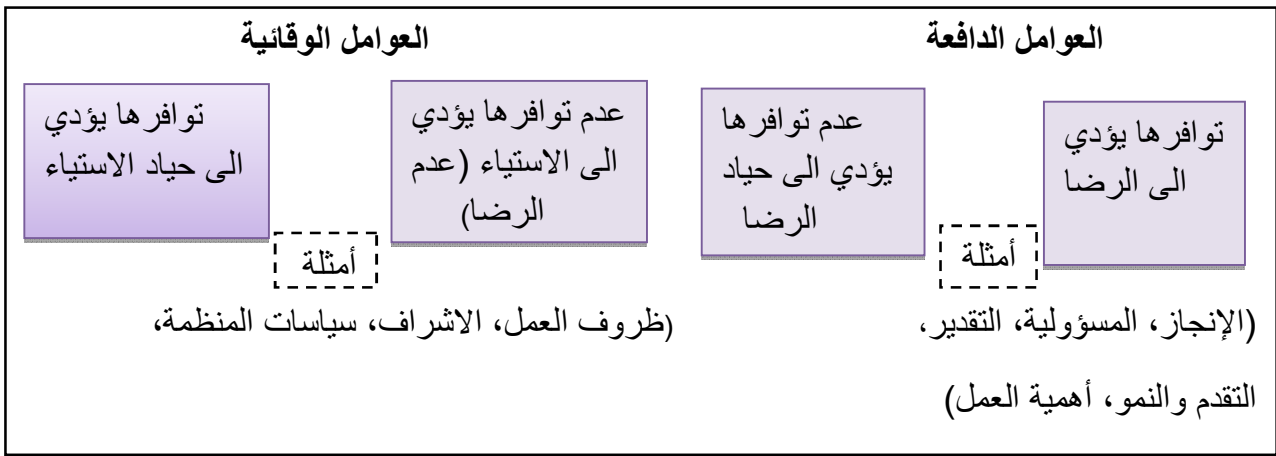 العوامل الدافعة
توافرها يؤدي
الى الرضا
عدم توافرها
يؤدي الى حياد
الرضا
أمثلة
(الإنجاز، المسؤولية، التقدير،
التقدم والنمو، أهمية العمل)
العوامل الوقائية
عدم توافرها يؤدي
الى الاستياء (عدم
الرضا)
توافرها يؤدي
الى حياد الاستياء
أمثلة
(ظروف العمل، الاشراف، سياسات المنظمة،